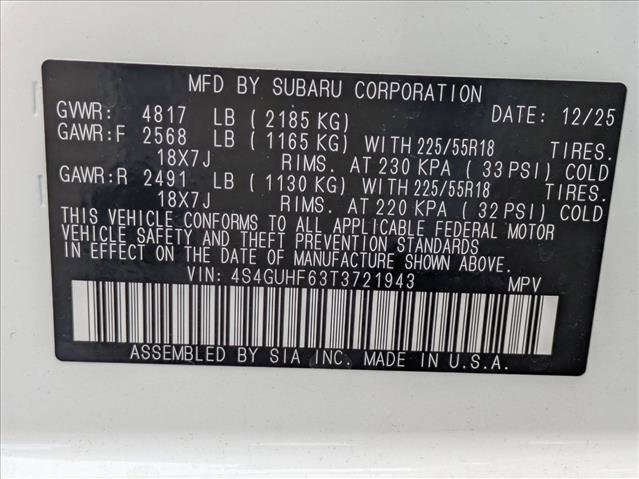 MFD BY SUBARU CORPORATION
GVWR: 4817 LB (2185 KG) DATE: 12/25
GAWR:F 2568 LB (1165 KG) WITH 225/55R18 TIRES.
18X7J RIMS. AT 230 KPA (33 PSI) COLD
GAWR:R 2491 LB (1130 KG) WITH 225/55R18 TIRES.
18X7J RIMS. AT 220 KPA (32 PSI) COLD
THIS VEHICLE CONFORMS TO ALL APPLICABLE FEDERAL MOTOR
VEHICLE SAFETY AND THEFT PREVENTION STANDARDS
IN EFFECT ON THE DATE OF MANUFACTURE SHOWN ABOVE.
VIN: 4S4GUHF63T3721943 MPV
ASSEMBLED BY SIA INC. MADE IN U.S.A.